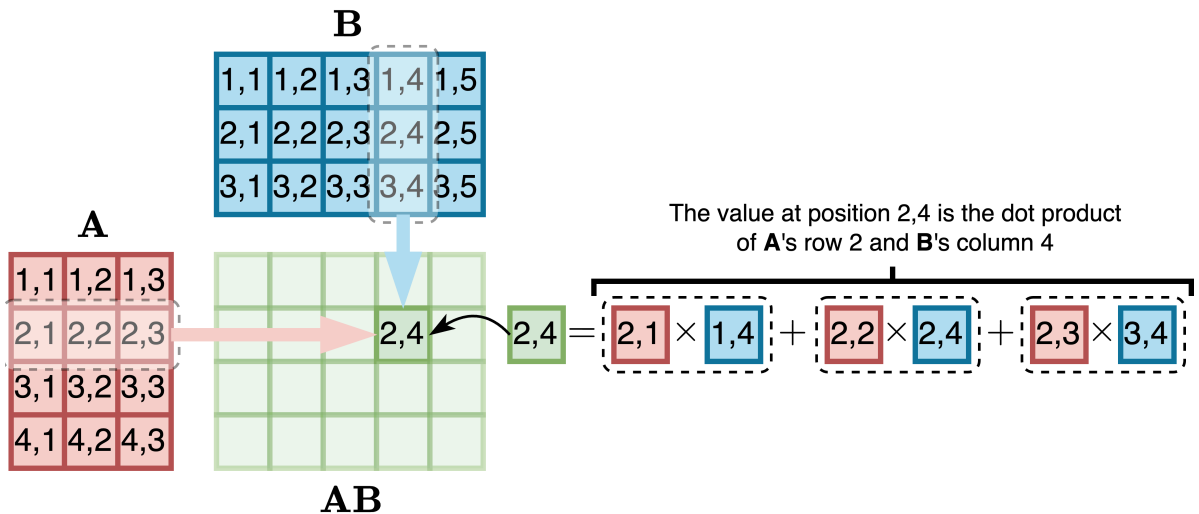 B
1,1 1,2 1,3 1,4 1,5
2,1 2,2 2,3 2,4 2,5
3,1 3,2 3,3 3,4 3,5
A
1,1 1,2 1,3
2,1 2,2 2,3
3,1 3,2 3,3
4,1 4,2 4,3
2,4
AB
The value at position 2,4 is the dot product
of A's row 2 and B's column 4
2,4 = 2,1 × 1,4 + 2,2 × 2,4 + 2,3 × 3,4